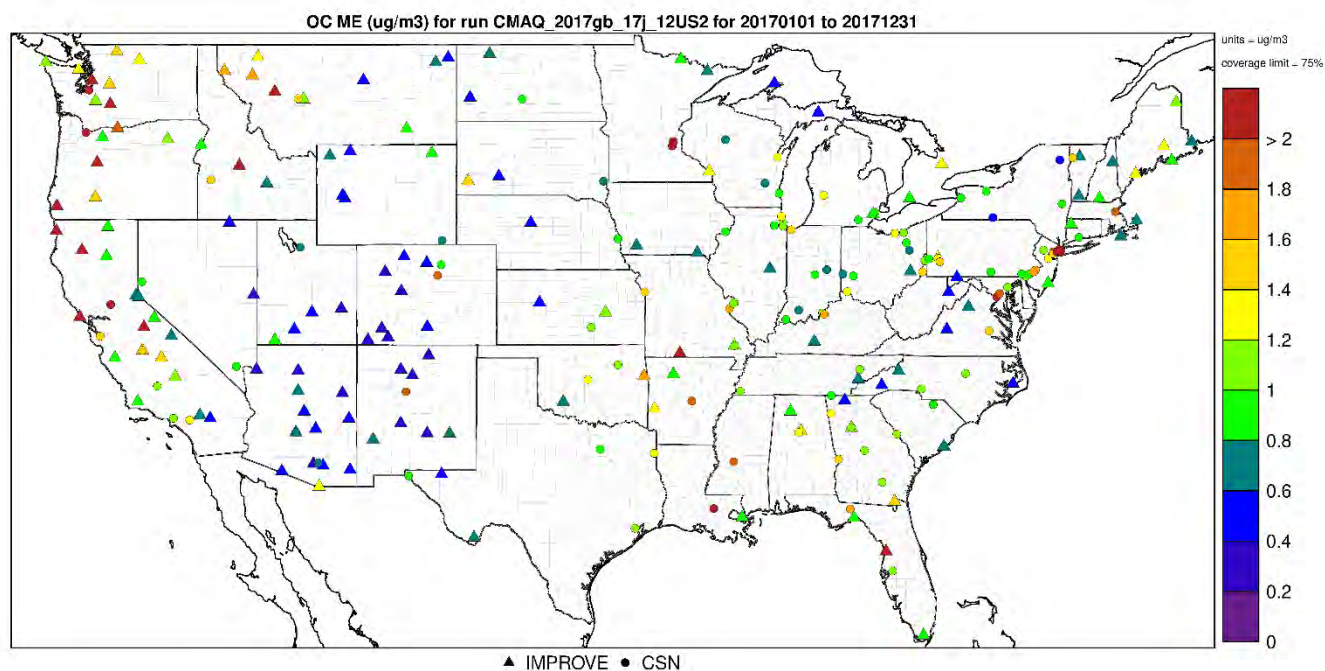 OC ME (ug/m3) for run CMAQ_2017gb_17j_12US2 for 20170101 to 20171231
units = ug/m3
coverage limit = 75%
> 2
1.8
1.6
1.4
1.2
1
0.8
0.6
0.4
0.2
0
▲ IMPROVE ● CSN